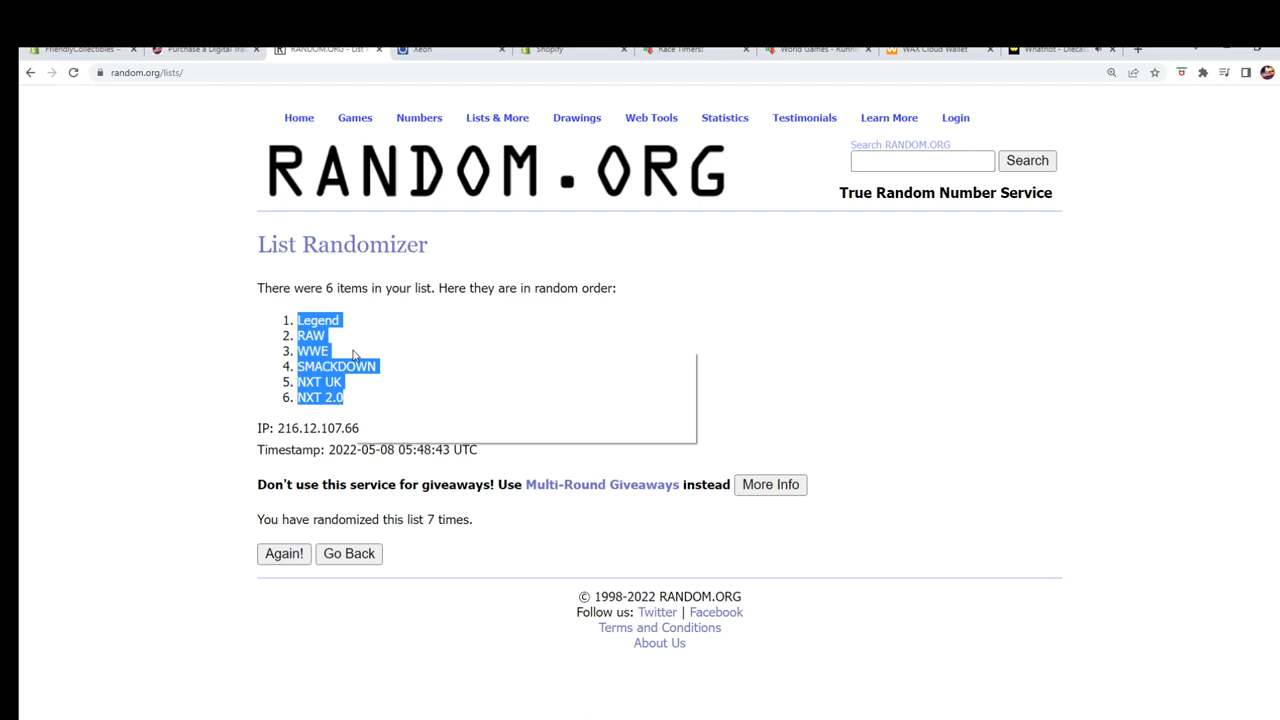 FriendlyCollectibles – Purchase a Digital Tra RANDOM.ORG - List Xeon Shopify Race Timers! World Games - Runni WAX Cloud Wallet Whatnot - Diecas
random.org/lists/
Home Games Numbers Lists & More Drawings Web Tools Statistics Testimonials Learn More Login
RANDOM.ORG
Search RANDOM.ORG
Search
True Random Number Service
List Randomizer
There were 6 items in your list. Here they are in random order:
1. Legend
2. RAW
3. WWE
4. SMACKDOWN
5. NXT UK
6. NXT 2.0
IP: 216.12.107.66
Timestamp: 2022-05-08 05:48:43 UTC
Don't use this service for giveaways! Use Multi-Round Giveaways instead More Info
You have randomized this list 7 times.
Again! Go Back
© 1998-2022 RANDOM.ORG
Follow us: Twitter | Facebook
Terms and Conditions
About Us